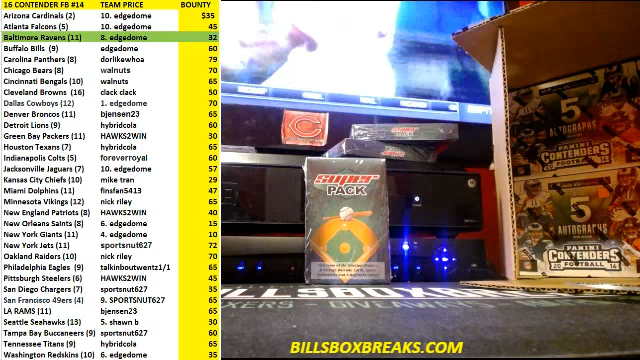 16 CONTENDER FB #14 TEAM PRICE BOUNTY
Arizona Cardinals (2) 10. edgedome $35
Atlanta Falcons (5) 10. edgedome 45
Baltimore Ravens (11) 8. edgedome 32
Buffalo Bills (9) edgedome 60
Carolina Panthers (8) dorlikewhoa 79
Chicago Bears (8) walnuts 70
Cincinnati Bengals (10) walnuts 65
Cleveland Browns (16) clack clack 50
Dallas Cowboys (12) 1. edgedome 70
Denver Broncos (11) bjensen23 65
Detroit Lions (9) hybridcola 60
Green Bay Packers (11) HAWKS2WIN 30
Houston Texans (7) hybridcola 65
Indianapolis Colts (5) foreverroyal 60
Jacksonville Jaguars (7) 10. edgedome 57
Kansas City Chiefs (10) mike tran 29
Miami Dolphins (11) finsfan5413 47
Minnesota Vikings (12) nick riley 65
New England Patriots (8) HAWKS2WIN 40
New Orleans Saints (8) 6. edgedome 15
New York Giants (11) 4. edgedome 10
New York Jets (11) sportsnut627 72
Oakland Raiders (10) nick riley 70
Philadelphia Eagles (9) talkinboutwentz1/1 65
Pittsburgh Steelers (6) HAWKS2WIN 45
San Diego Chargers (7) sportsnut627 35
San Francisco 49ers (4) 9. SPORTSNUT627 65
LA RAMS (11) bjensen23 65
Seattle Seahawks (13) 5. shawn b 30
Tampa Bay Buccaneers (9) sportsnut627 60
Tennessee Titans (9) hybridcola 65
Washington Redskins (10) 6. edgedome 35
SUPER
PACK
5
AUTOGRAPHS
CONTENDERS
FOOTBALL
5
AUTOGRAPHS
PANINI
CONTENDERS
FOOTBALL
BILLSBOXBREAKS.COM